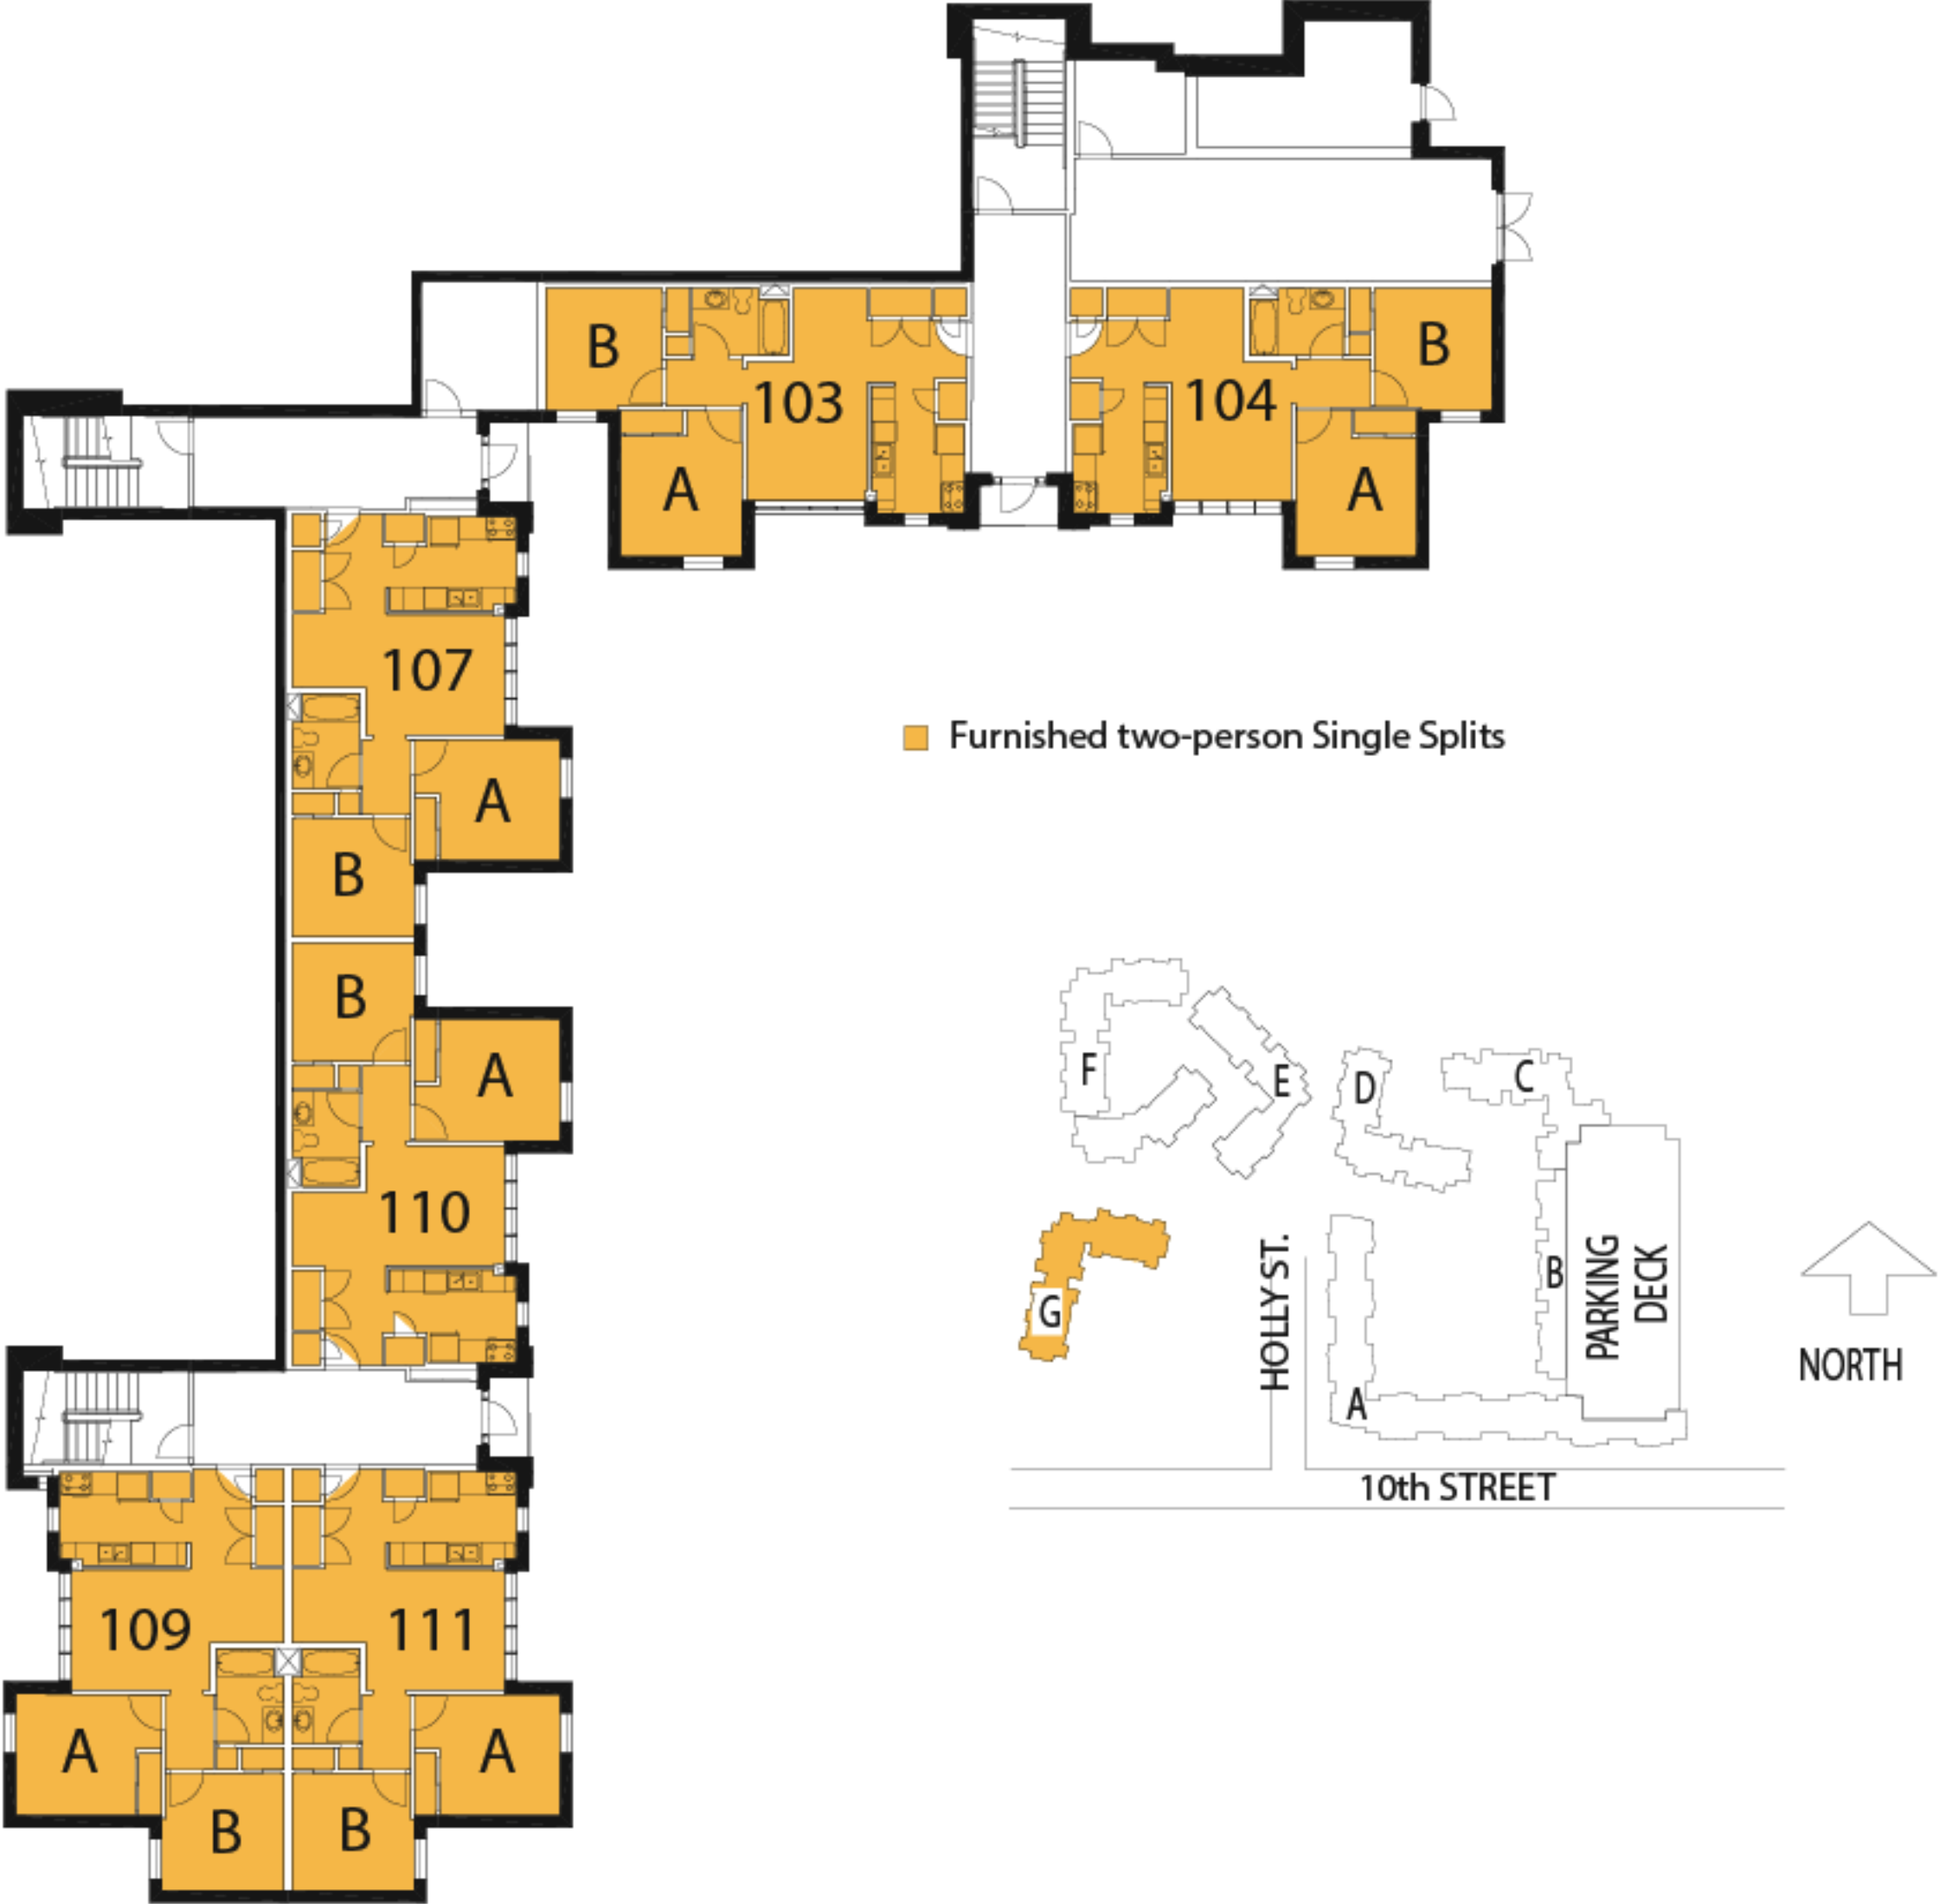 B
103
A
104
B
A
107
A
B
Furnished two-person Single Splits
B
A
110
109
111
A
B
B
A
F
E
D
C
G
HOLLY ST.
B
PARKING
DECK
A
NORTH
10th STREET